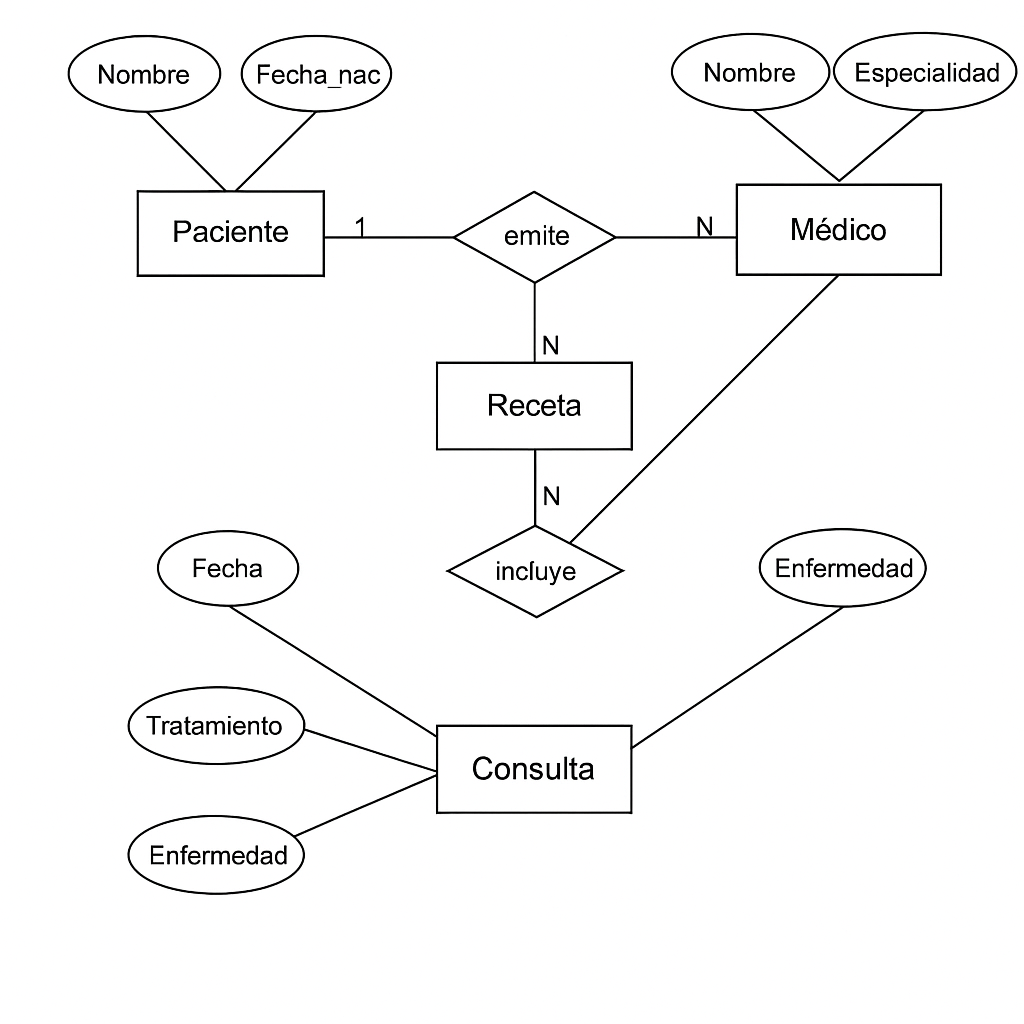 Nombre
Fecha_nac
Nombre
Especialidad
Paciente
1
emite
N
Médico
N
Receta
N
incluye
Fecha
Enfermedad
Tratamiento
Consulta
Enfermedad